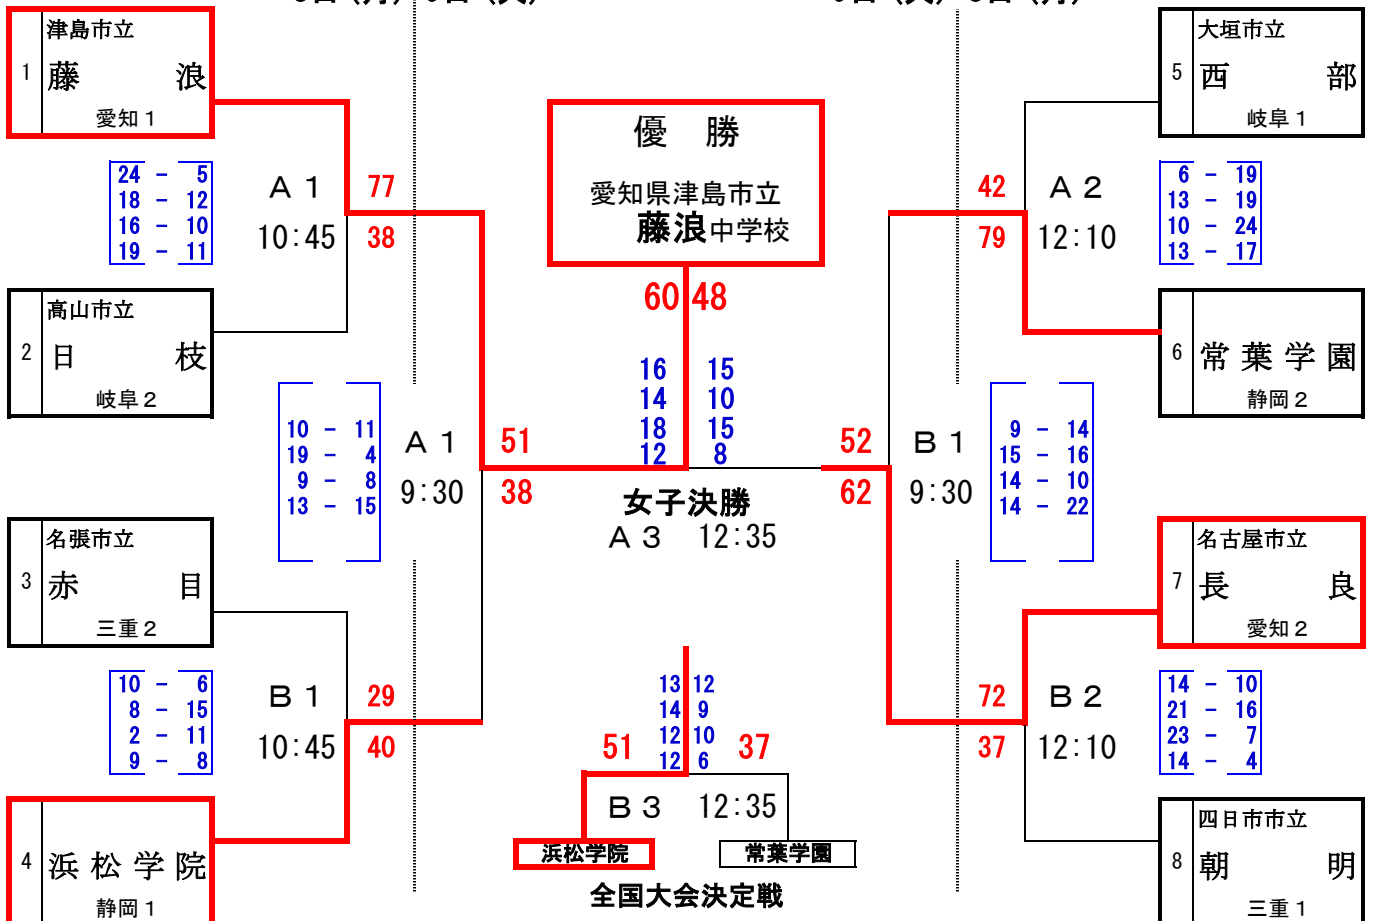 津島市立
1 藤浪
愛知1
24 - 5
18 - 12
16 - 10
19 - 11
A1 10:45
77
38
高山市立
2 日枝
岐阜2
10 - 11
19 - 4
9 - 8
13 - 15
A1 9:30
51
38
名張市立
3 赤目
三重2
10 - 6
8 - 15
2 - 11
9 - 8
B1 10:45
29
40
4 浜松学院
静岡1
優勝
愛知県津島市立
藤浪中学校
60 48
16 15
14 10
18 15
12 8
女子決勝
A3 12:35
13 12
14 9
12 10
12 6
51 37
B3 12:35
浜松学院 常葉学園
全国大会決定戦
大垣市立
5 西部
岐阜1
42
79
A2 12:10
6 - 19
13 - 19
10 - 24
13 - 17
6 常葉学園
静岡2
52
62
B1 9:30
9 - 14
15 - 16
14 - 10
14 - 22
名古屋市立
7 長良
愛知2
72
37
B2 12:10
14 - 10
21 - 16
23 - 7
14 - 4
四日市市立
8 朝明
三重1